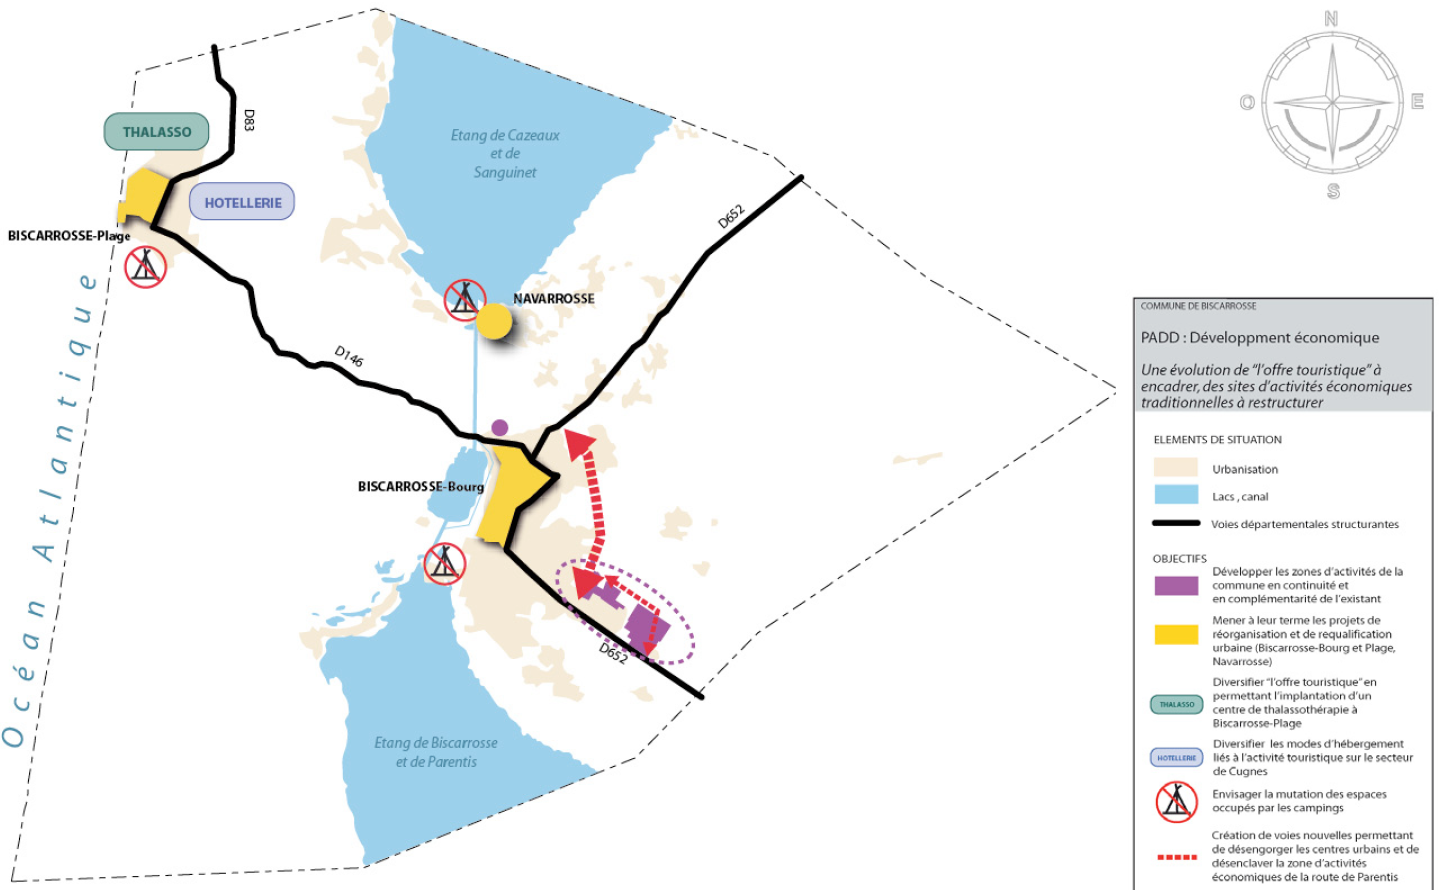 N
O
E
S
D83
THALASSO
Etang de Cazeaux
et de
Sanguinet
HOTELLERIE
D652
BISCARROSSE-Plage
NAVARROSSE
Océan Atlantique
D146
BISCARROSSE-Bourg
D652
Etang de Biscarrosse
et de Parentis
COMMUNE DE BISCARROSSE
PADD : Développment économique
Une évolution de "l'offre touristique" à
encadrer, des sites d'activités économiques
traditionnelles à restructurer
ELEMENTS DE SITUATION
Urbanisation
Lacs , canal
Voies départementales structurantes
OBJECTIFS
Développer les zones d'activités de la
commune en continuité et
en complémentarité de l'existant
Mener à leur terme les projets de
réorganisation et de requalification
urbaine (Biscarrosse-Bourg et Plage,
Navarrosse)
THALASSO
Diversifier "l'offre touristique" en
permettant l'implantation d'un
centre de thalassothérapie à
Biscarrosse-Plage
HOTELLERIE
Diversifier les modes d'hébergement
liés à l'activité touristique sur le secteur
de Cugnes
Envisager la mutation des espaces
occupés par les campings
Création de voies nouvelles permettant
de désengorger les centres urbains et de
désenclaver la zone d'activités
économiques de la route de Parentis